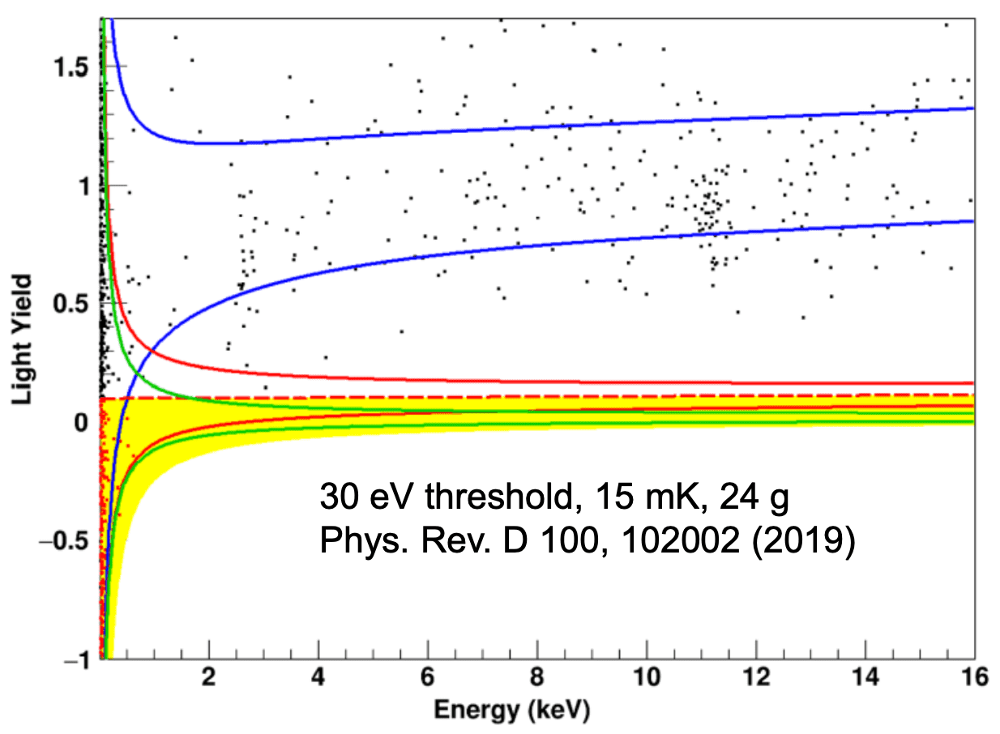 1.5
1
0.5
0
−0.5
−1
Light Yield
30 eV threshold, 15 mK, 24 g
Phys. Rev. D 100, 102002 (2019)
2 4 6 8 10 12 14 16
Energy (keV)